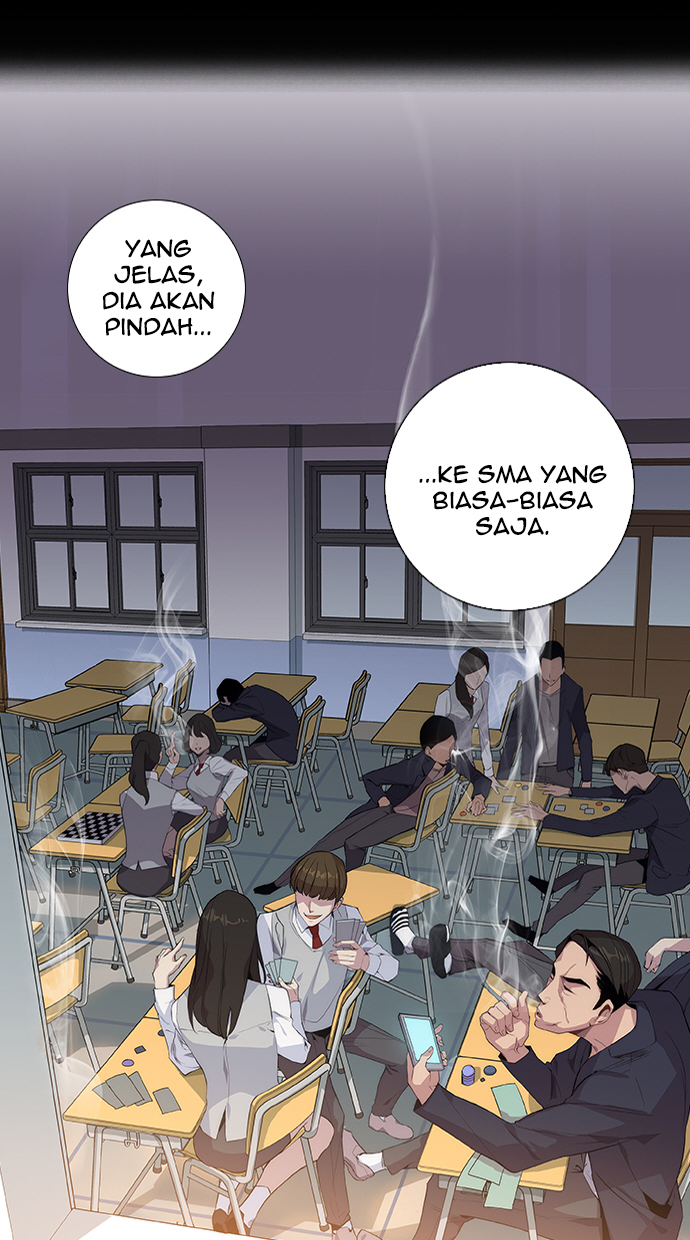 YANG
JELAS,
DIA AKAN
PINDAH...
...KE SMA YANG
BIASA-BIASA
SAJA.